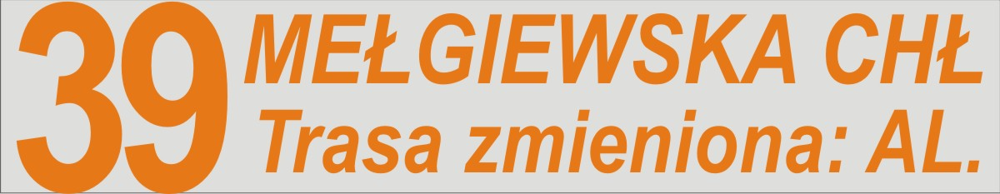 39
MEŁGIEWSKA CHŁ
Trasa zmieniona: AL.